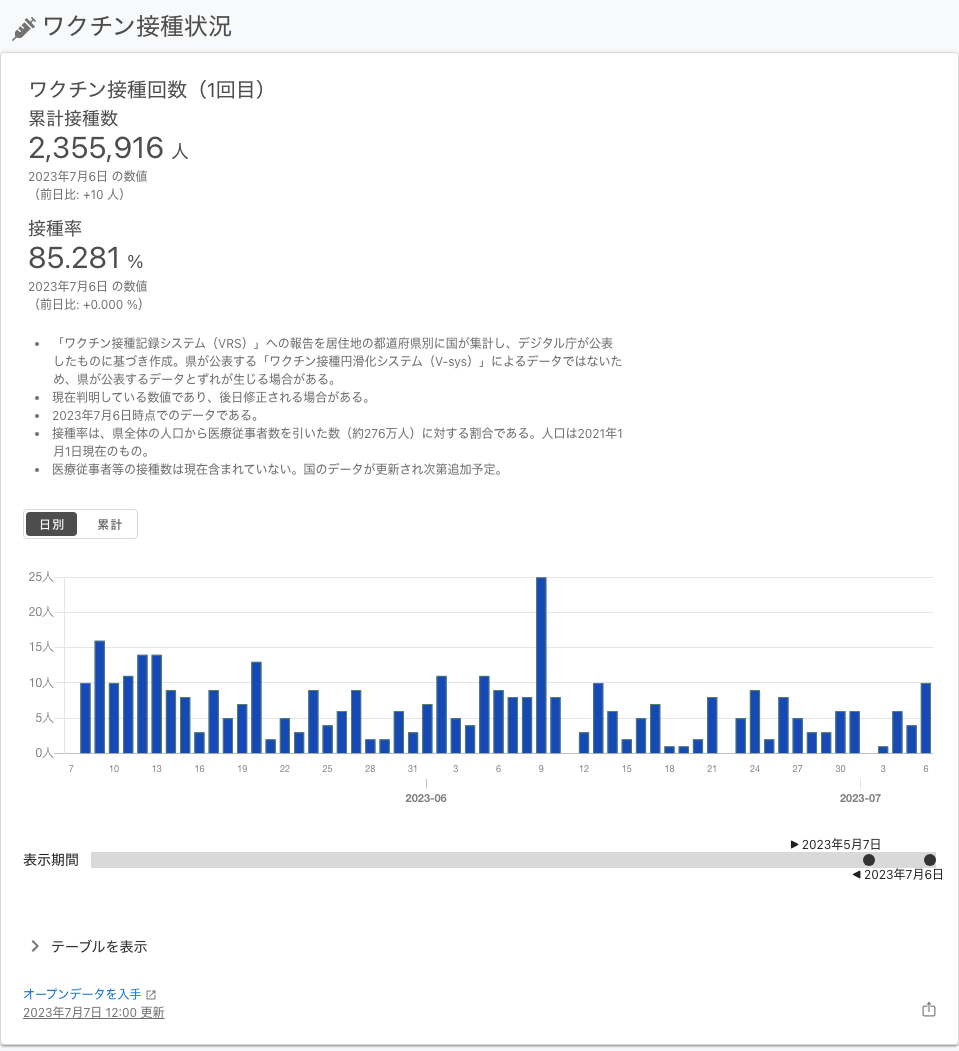 ワクチン接種状況
ワクチン接種回数（1回目）
累計接種数
2,355,916 人
2023年7月6日 の数値
（前日比: +10 人）
接種率
85.281 %
2023年7月6日 の数値
（前日比: +0.000 %）
• 「ワクチン接種記録システム（VRS）」への報告を居住地の都道府県別に国が集計し、デジタル庁が公表
したものに基づき作成。県が公表する「ワクチン接種円滑化システム（V-sys）」によるデータではないた
め、県が公表するデータとずれが生じる場合がある。
• 現在判明している数値であり、後日修正される場合がある。
• 2023年7月6日時点でのデータである。
• 接種率は、県全体の人口から医療従事者数を引いた数（約276万人）に対する割合である。人口は2021年1
月1日現在のもの。
• 医療従事者等の接種数は現在含まれていない。国のデータが更新され次第追加予定。
日別 累計
25人
20人
15人
10人
5人
0人
7 10 13 16 19 22 25 28 31 3 6 9 12 15 18 21 24 27 30 3 6
2023-06 2023-07
▶ 2023年5月7日
表示期間
◀ 2023年7月6日
テーブルを表示
オープンデータを入手
2023年7月7日 12:00 更新